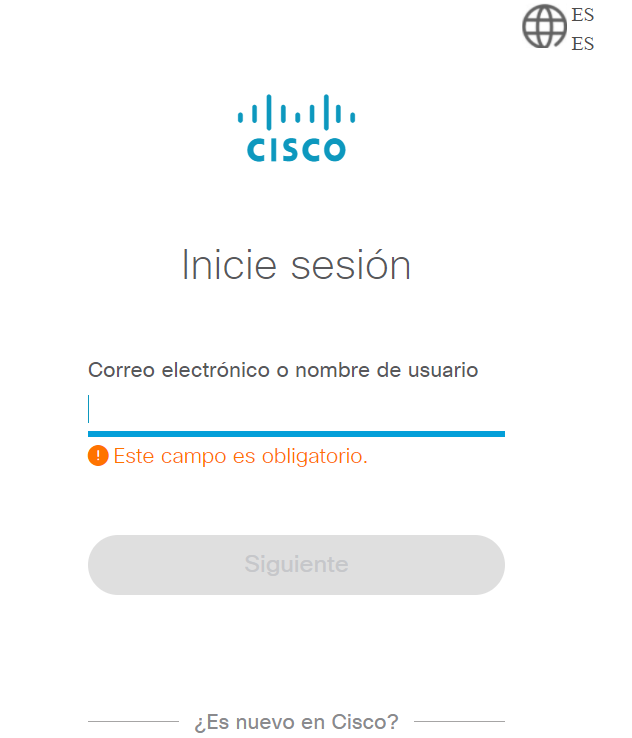 ES
ES
CISCO
Inicie sesión
Correo electrónico o nombre de usuario
! Este campo es obligatorio.
Siguiente
¿Es nuevo en Cisco?